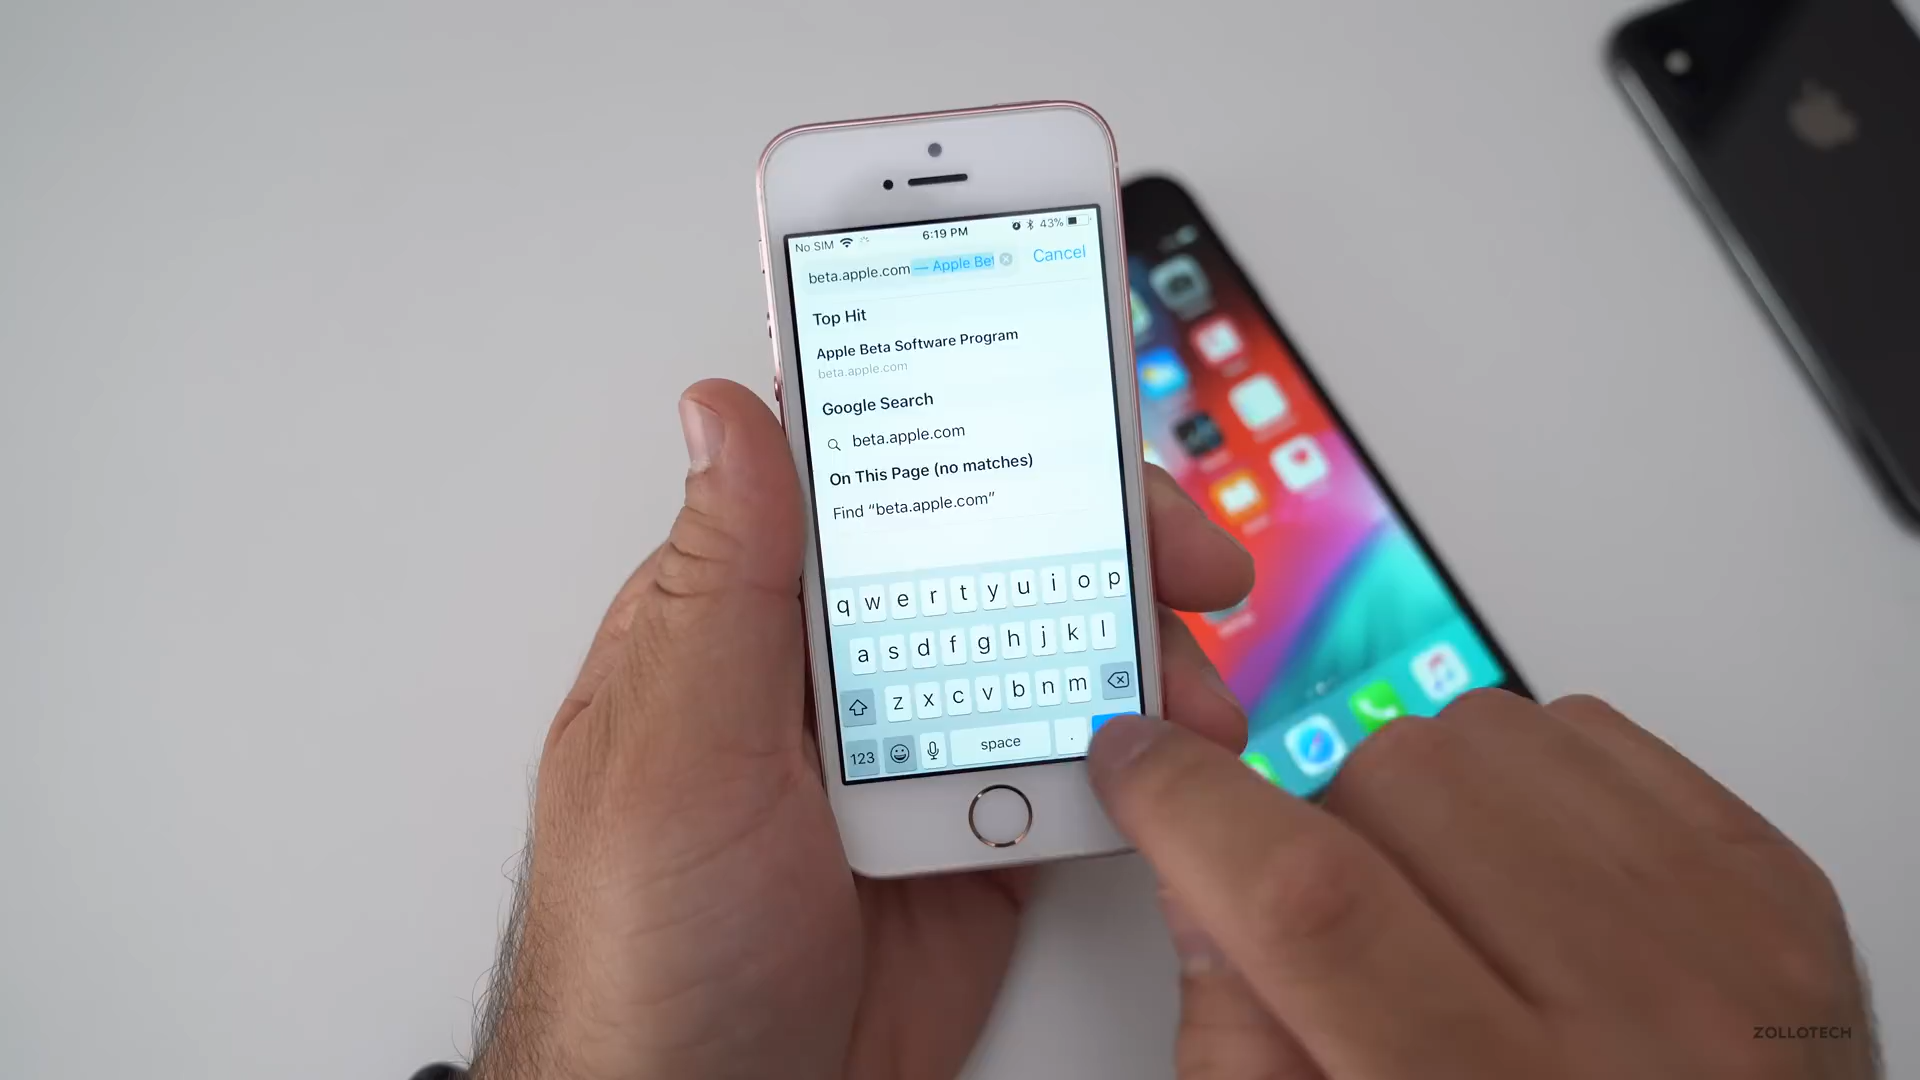 No SIM 6:19 PM 43%
beta.apple.com — Apple Bet Cancel
Top Hit
Apple Beta Software Program
beta.apple.com
Google Search
beta.apple.com
On This Page (no matches)
Find “beta.apple.com”
q w e r t y u i o p
a s d f g h j k l
z x c v b n m
123 space .
ZOLLOTECH